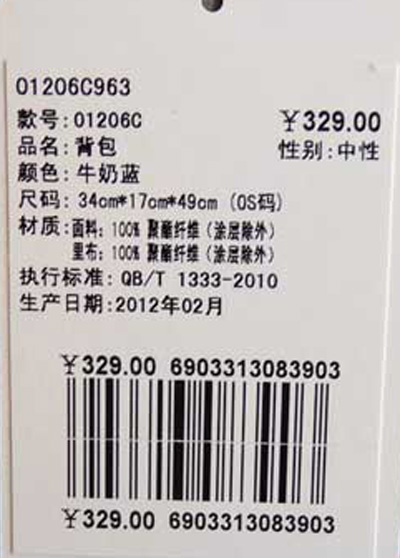 01206C963
款号:01206C ￥329.00
品名:背包 性别:中性
颜色:牛奶蓝
尺码: 34cm*17cm*49cm (OS码)
材质:面料: 100% 聚酯纤维（涂层除外）
里布: 100% 聚酯纤维（涂层除外）
执行标准: QB/T 1333-2010
生产日期:2012年02月
￥329.00 6903313083903
￥329.00 6903313083903